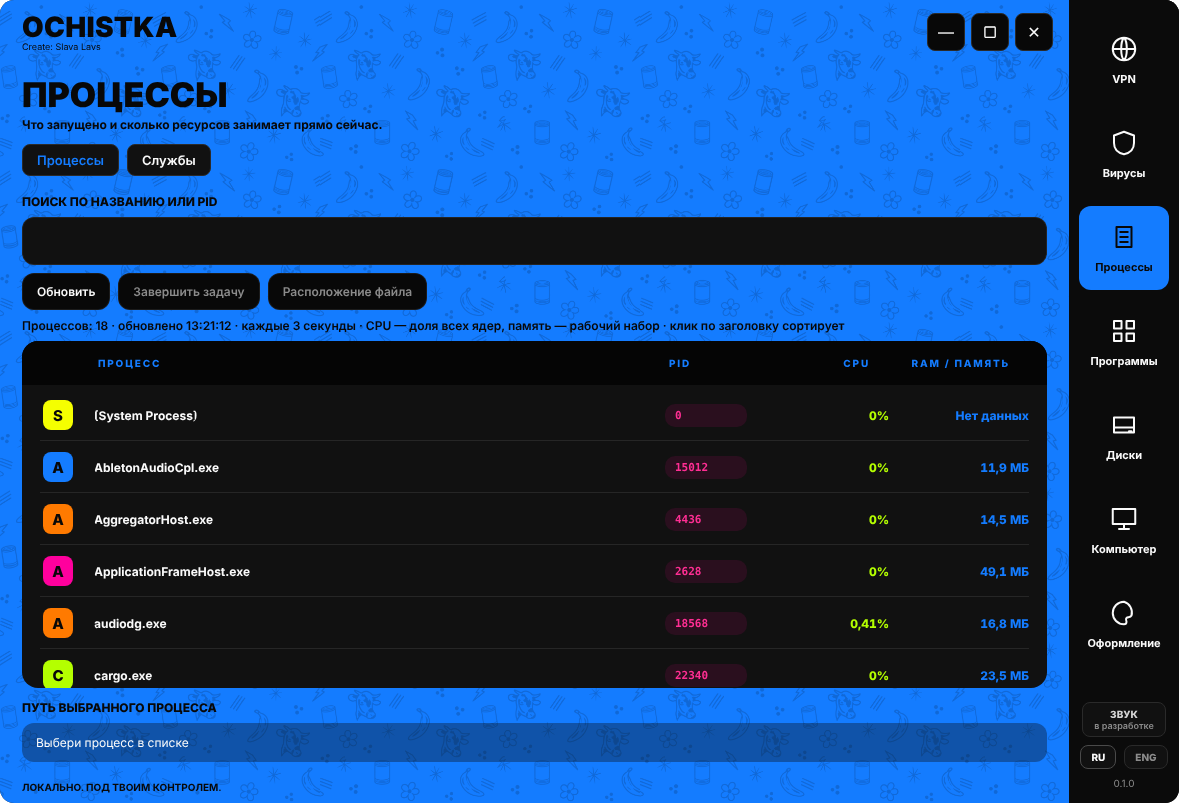 OCHISTKA
Create: Slava Lavs
ПРОЦЕССЫ
Что запущено и сколько ресурсов занимает прямо сейчас.
Процессы Службы
ПОИСК ПО НАЗВАНИЮ ИЛИ PID
Обновить Завершить задачу Расположение файла
Процессов: 18 · обновлено 13:21:12 · каждые 3 секунды · CPU — доля всех ядер, память — рабочий набор · клик по заголовку сортирует
ПРОЦЕСС PID CPU RAM / ПАМЯТЬ
S (System Process) 0 0% Нет данных
A AbletonAudioCpl.exe 15012 0% 11,9 МБ
A AggregatorHost.exe 4436 0% 14,5 МБ
A ApplicationFrameHost.exe 2628 0% 49,1 МБ
A audiodg.exe 18568 0,41% 16,8 МБ
C cargo.exe 22340 0% 23,5 МБ
ПУТЬ ВЫБРАННОГО ПРОЦЕССА
Выбери процесс в списке
ЛОКАЛЬНО. ПОД ТВОИМ КОНТРОЛЕМ.
VPN
Вирусы
Процессы
Программы
Диски
Компьютер
Оформление
ЗВУК
в разработке
RU ENG
0.1.0